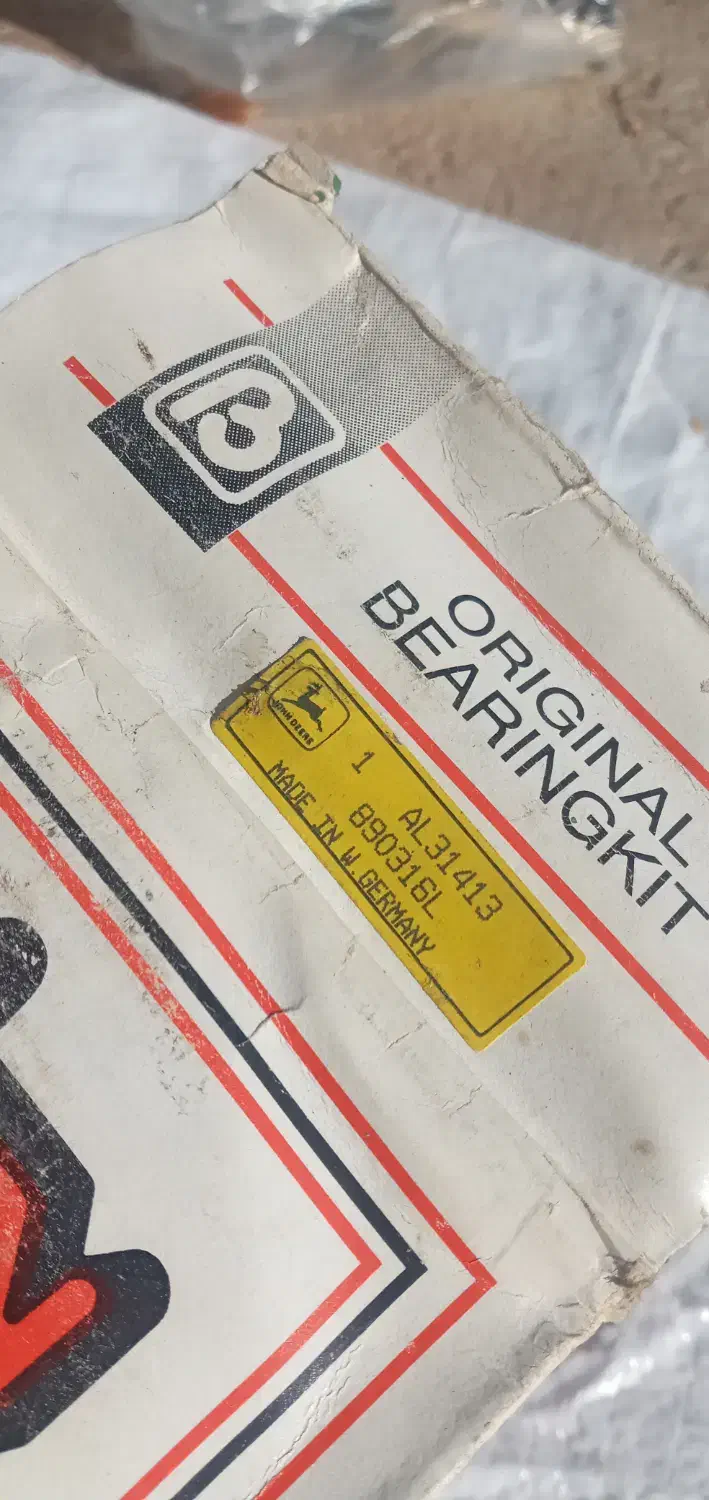 B
ORIGINAL
BEARINGKIT
JOHN DEERE
1 AL31413
890316L
MADE IN W.GERMANY